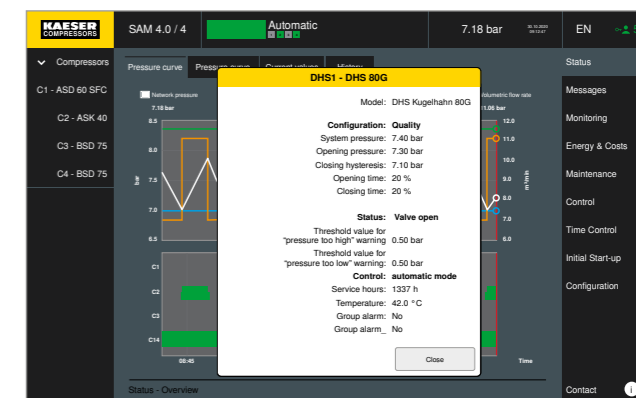 KAESER
COMPRESSORS
SAM 4.0 / 4
Automatic
7.18 bar
EN
Compressors
C1 - ASD 60 SFC
C2 - ASK 40
C3 - BSD 75
C4 - BSD 75
Pressure curve
Pressure curve
Current values
History
Network pressure
7.18 bar
Volumetric flow rate
11.05 bar
8.5
8.0
7.5
7.0
6.5
bar
12.0
11.0
10.0
9.0
8.0
7.0
6.0
m³/min
C1
C2
C3
C14
08:45
Time
DHS1 - DHS 80G
Model: DHS Kugelhahn 80G
Configuration: Quality
System pressure: 7.40 bar
Opening pressure: 7.30 bar
Closing hysteresis: 7.10 bar
Opening time: 20 %
Closing time: 20 %
Status: Valve open
Threshold value for
"pressure too high" warning 0.50 bar
Threshold value for
"pressure too low" warning: 0.50 bar
Control: automatic mode
Service hours: 1337 h
Temperature: 42.0 °C
Group alarm: No
Group alarm_ No
Close
Status - Overview
Status
Messages
Monitoring
Energy & Costs
Maintenance
Control
Time Control
Initial Start-up
Configuration
Contact
i